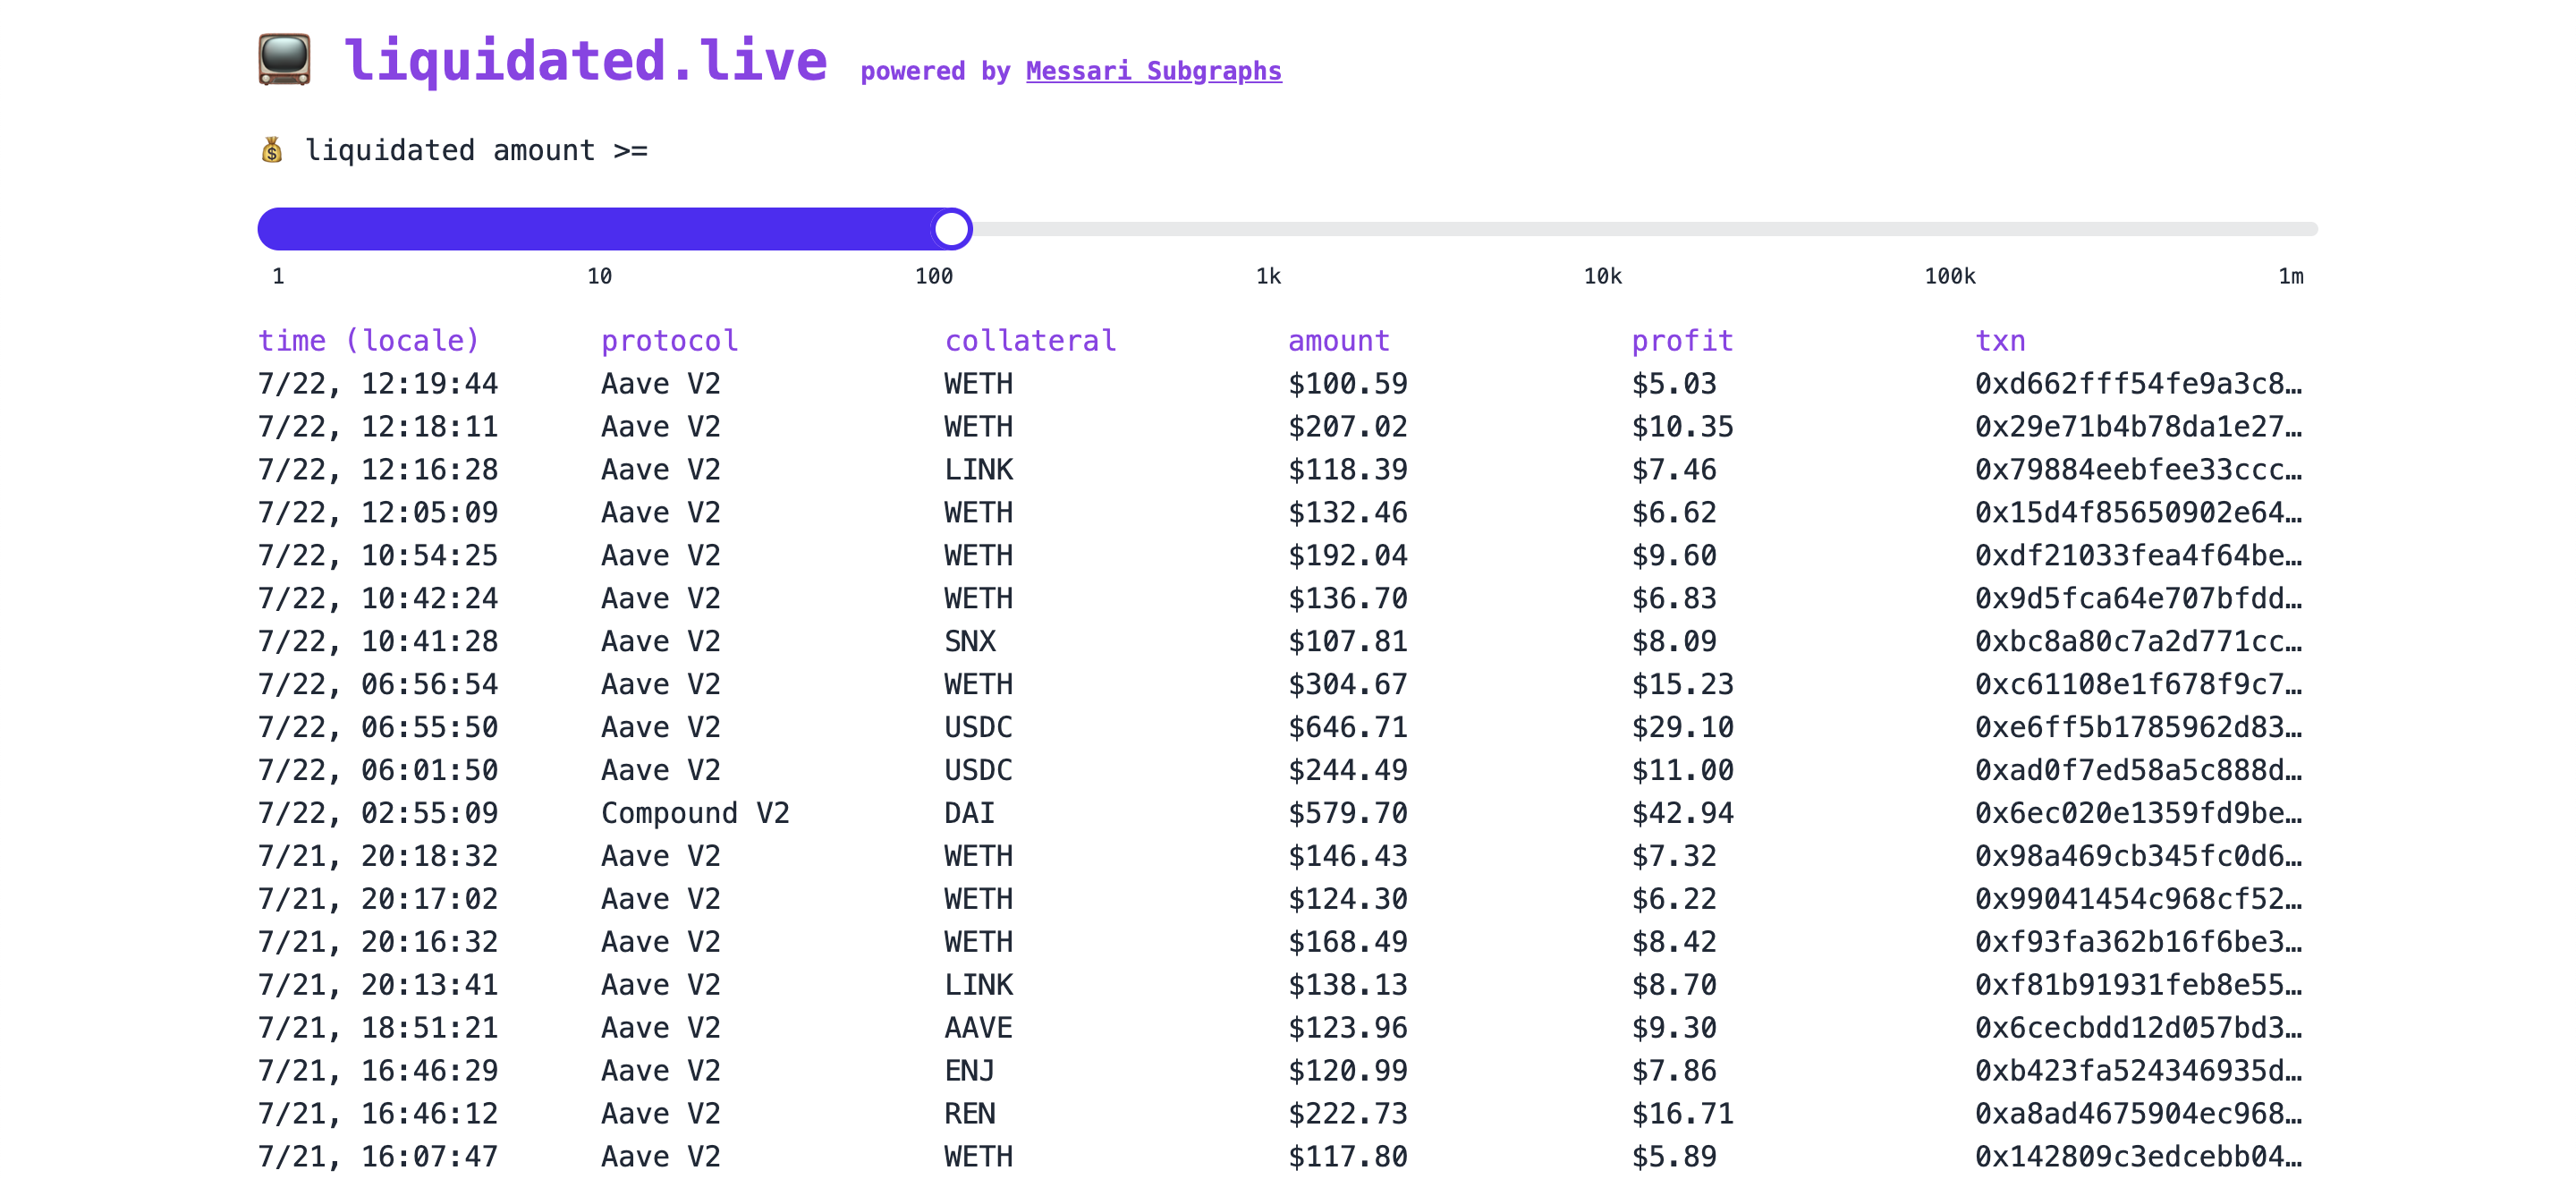 liquidated.live powered by Messari Subgraphs
liquidated amount >=
1 10 100 1k 10k 100k 1m
time (locale) protocol collateral amount profit txn
7/22, 12:19:44 Aave V2 WETH $100.59 $5.03 0xd662fff54fe9a3c8…
7/22, 12:18:11 Aave V2 WETH $207.02 $10.35 0x29e71b4b78da1e27…
7/22, 12:16:28 Aave V2 LINK $118.39 $7.46 0x79884eebfee33ccc…
7/22, 12:05:09 Aave V2 WETH $132.46 $6.62 0x15d4f85650902e64…
7/22, 10:54:25 Aave V2 WETH $192.04 $9.60 0xdf21033fea4f64be…
7/22, 10:42:24 Aave V2 WETH $136.70 $6.83 0x9d5fca64e707bfdd…
7/22, 10:41:28 Aave V2 SNX $107.81 $8.09 0xbc8a80c7a2d771cc…
7/22, 06:56:54 Aave V2 WETH $304.67 $15.23 0xc61108e1f678f9c7…
7/22, 06:55:50 Aave V2 USDC $646.71 $29.10 0xe6ff5b1785962d83…
7/22, 06:01:50 Aave V2 USDC $244.49 $11.00 0xad0f7ed58a5c888d…
7/22, 02:55:09 Compound V2 DAI $579.70 $42.94 0x6ec020e1359fd9be…
7/21, 20:18:32 Aave V2 WETH $146.43 $7.32 0x98a469cb345fc0d6…
7/21, 20:17:02 Aave V2 WETH $124.30 $6.22 0x99041454c968cf52…
7/21, 20:16:32 Aave V2 WETH $168.49 $8.42 0xf93fa362b16f6be3…
7/21, 20:13:41 Aave V2 LINK $138.13 $8.70 0xf81b91931feb8e55…
7/21, 18:51:21 Aave V2 AAVE $123.96 $9.30 0x6cecbdd12d057bd3…
7/21, 16:46:29 Aave V2 ENJ $120.99 $7.86 0xb423fa524346935d…
7/21, 16:46:12 Aave V2 REN $222.73 $16.71 0xa8ad4675904ec968…
7/21, 16:07:47 Aave V2 WETH $117.80 $5.89 0x142809c3edcebb04…